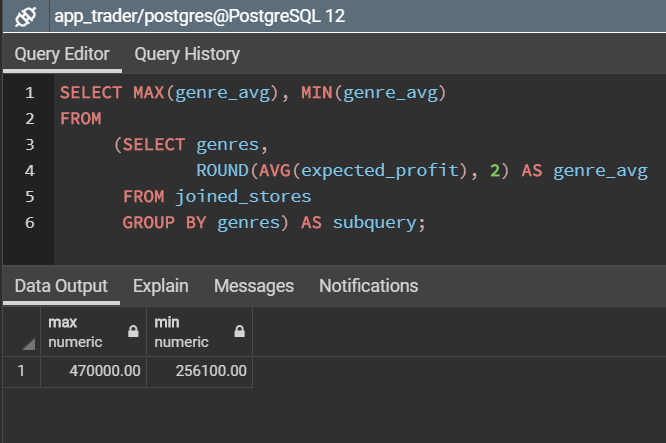 app_trader/postgres@PostgreSQL 12
Query Editor Query History
1 SELECT MAX(genre_avg), MIN(genre_avg)
2 FROM
3 (SELECT genres,
4 ROUND(AVG(expected_profit), 2) AS genre_avg
5 FROM joined_stores
6 GROUP BY genres) AS subquery;
Data Output Explain Messages Notifications
max min
numeric numeric
1 470000.00 256100.00